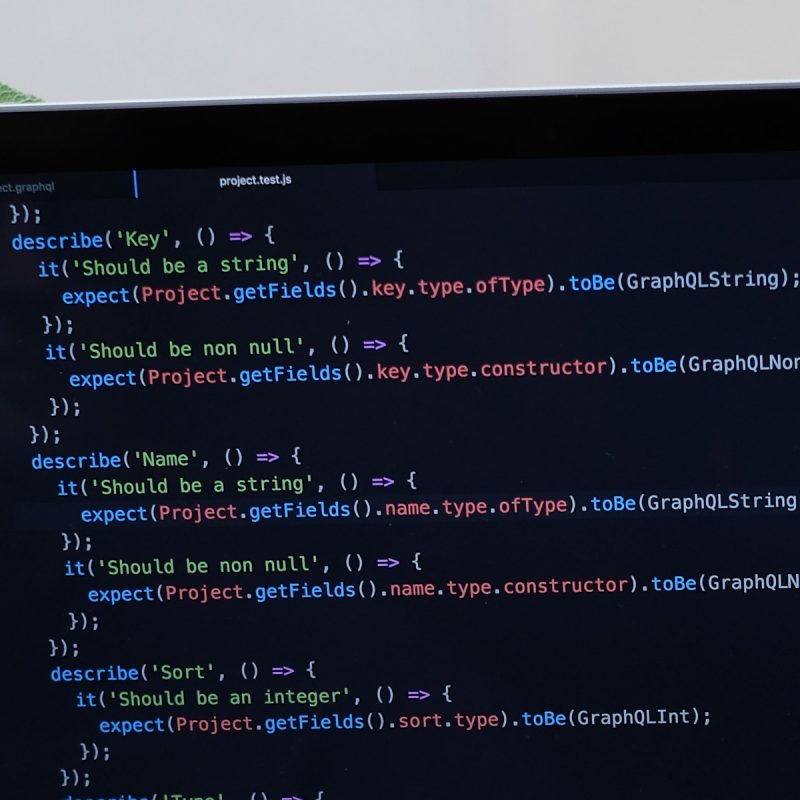 ect.graphql project.test.js
});
describe('Key', () => {
it('Should be a string', () => {
expect(Project.getFields().key.type.ofType).toBe(GraphQLString);
});
it('Should be non null', () => {
expect(Project.getFields().key.type.constructor).toBe(GraphQLNon
});
});
describe('Name', () => {
it('Should be a string', () => {
expect(Project.getFields().name.type.ofType).toBe(GraphQLString
});
it('Should be non null', () => {
expect(Project.getFields().name.type.constructor).toBe(GraphQLN
});
});
describe('Sort', () => {
it('Should be an integer', () => {
expect(Project.getFields().sort.type).toBe(GraphQLInt);
});
});
describe('Type', () => {